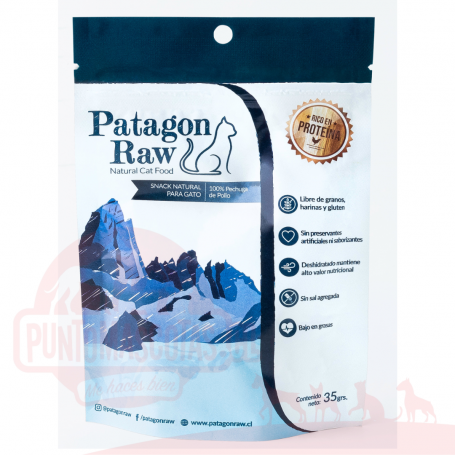 Patagon
Raw
Natural Cat Food
SNACK NATURAL
PARA GATO
100% Pechuga
de Pollo
RICO EN
PROTEÍNA
Libre de granos,
harinas y gluten
Sin preservantes
artificiales ni saborizantes
Deshidratado mantiene
alto valor nutricional
Sin sal agregada
Bajo en grasas
Contenido
neto: 35grs.
@patagonraw
/patagonraw
www.patagonraw.cl